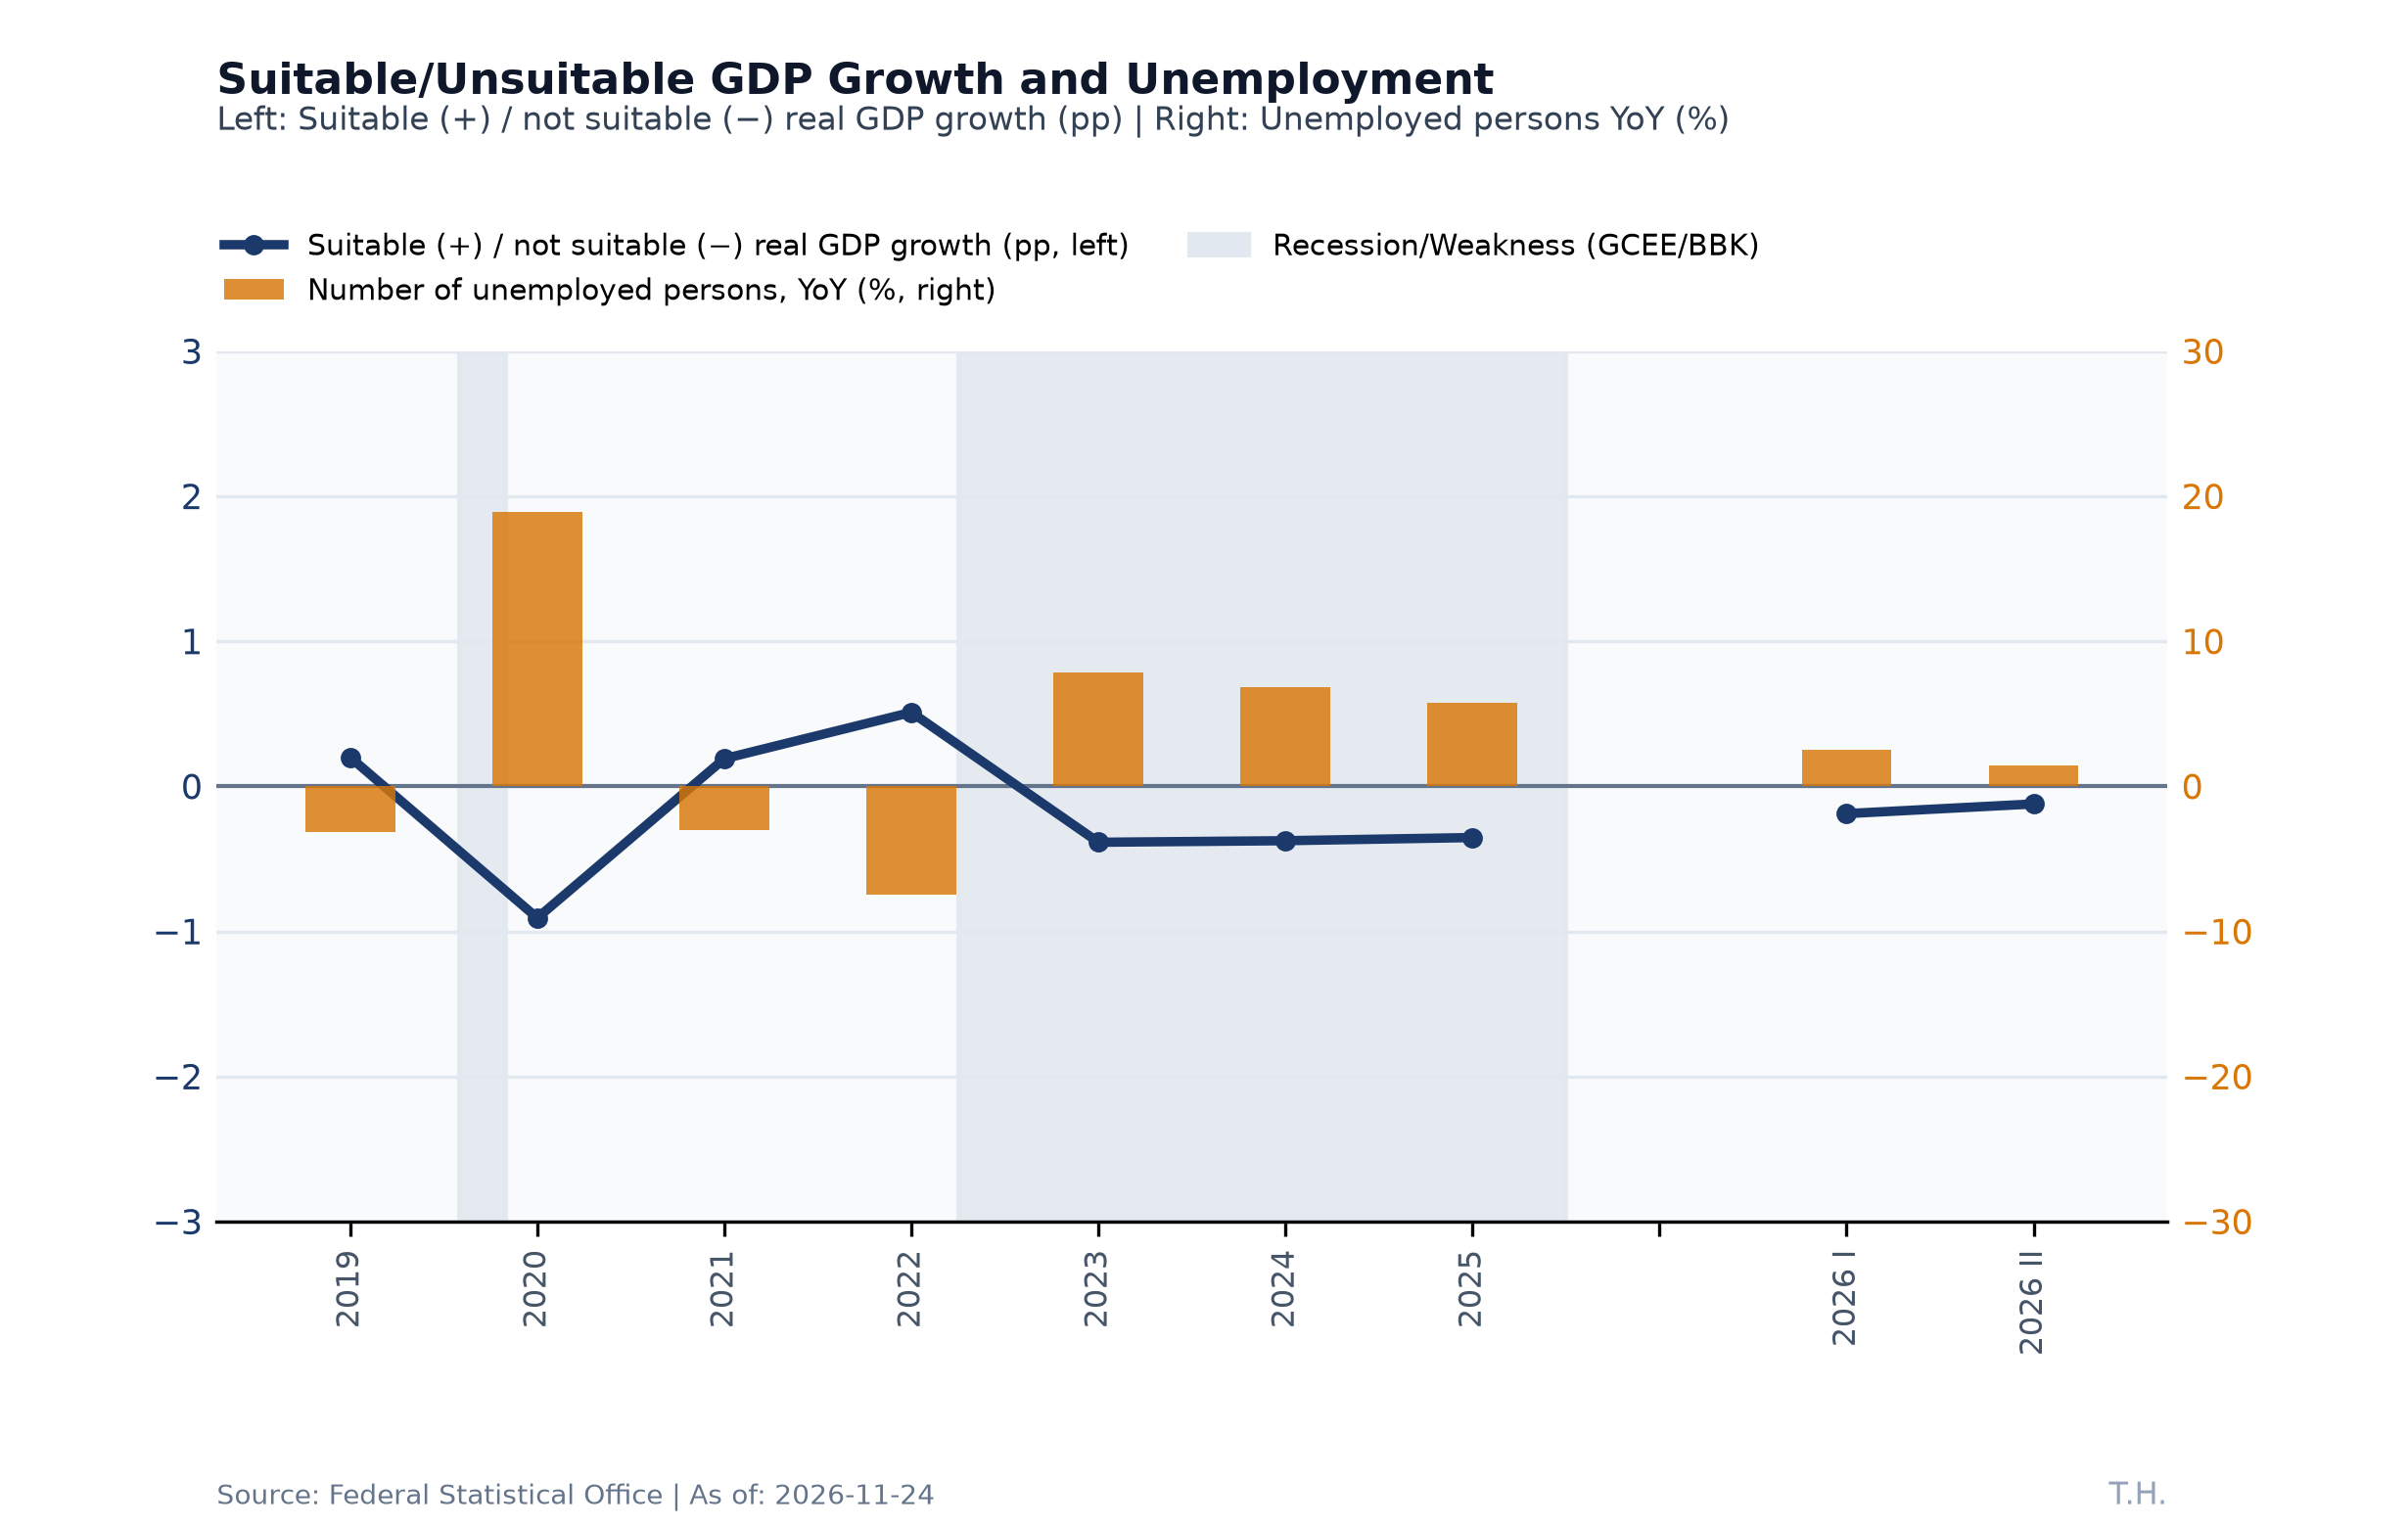 Suitable/Unsuitable GDP Growth and Unemployment
Left: Suitable (+) / not suitable (−) real GDP growth (pp) | Right: Unemployed persons YoY (%)
Suitable (+) / not suitable (−) real GDP growth (pp, left)
Recession/Weakness (GCEE/BBK)
Number of unemployed persons, YoY (%, right)
3
30
2
20
1
10
0
0
−1
−10
−2
−20
−3
−30
2019
2020
2021
2022
2023
2024
2025
2026 I
2026 II
Source: Federal Statistical Office | As of: 2026-11-24
T.H.